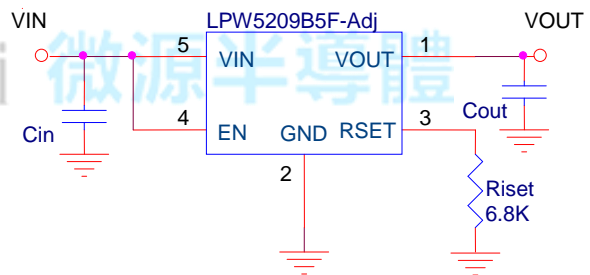 LPW5209B5F-Adj
VIN
VOUT
5
VIN
VOUT
1
微源半導體
4
EN
GND
RSET
3
Cin
Cout
2
Riset
6.8K